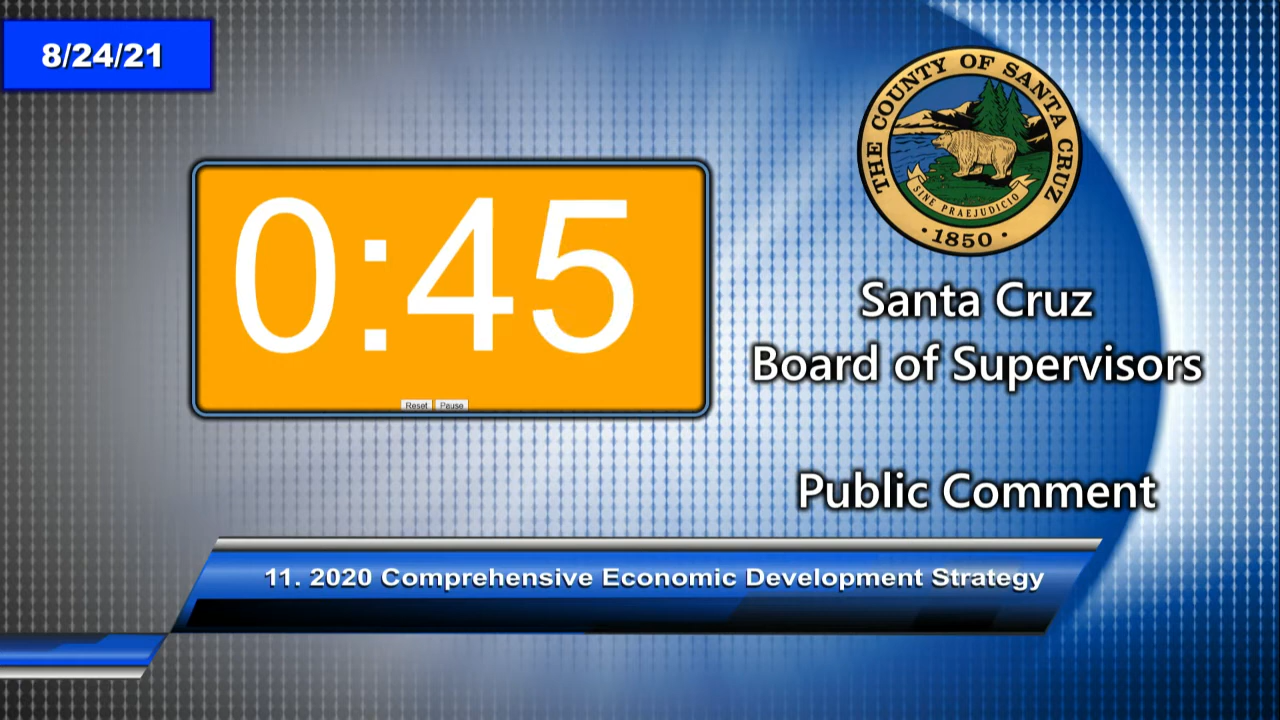 8/24/21
THE COUNTY OF SANTA CRUZ
SINE PRAEJUDICIO
• 1850 •
0:45
Reset Pause
Santa Cruz
Board of Supervisors
Public Comment
11. 2020 Comprehensive Economic Development Strategy